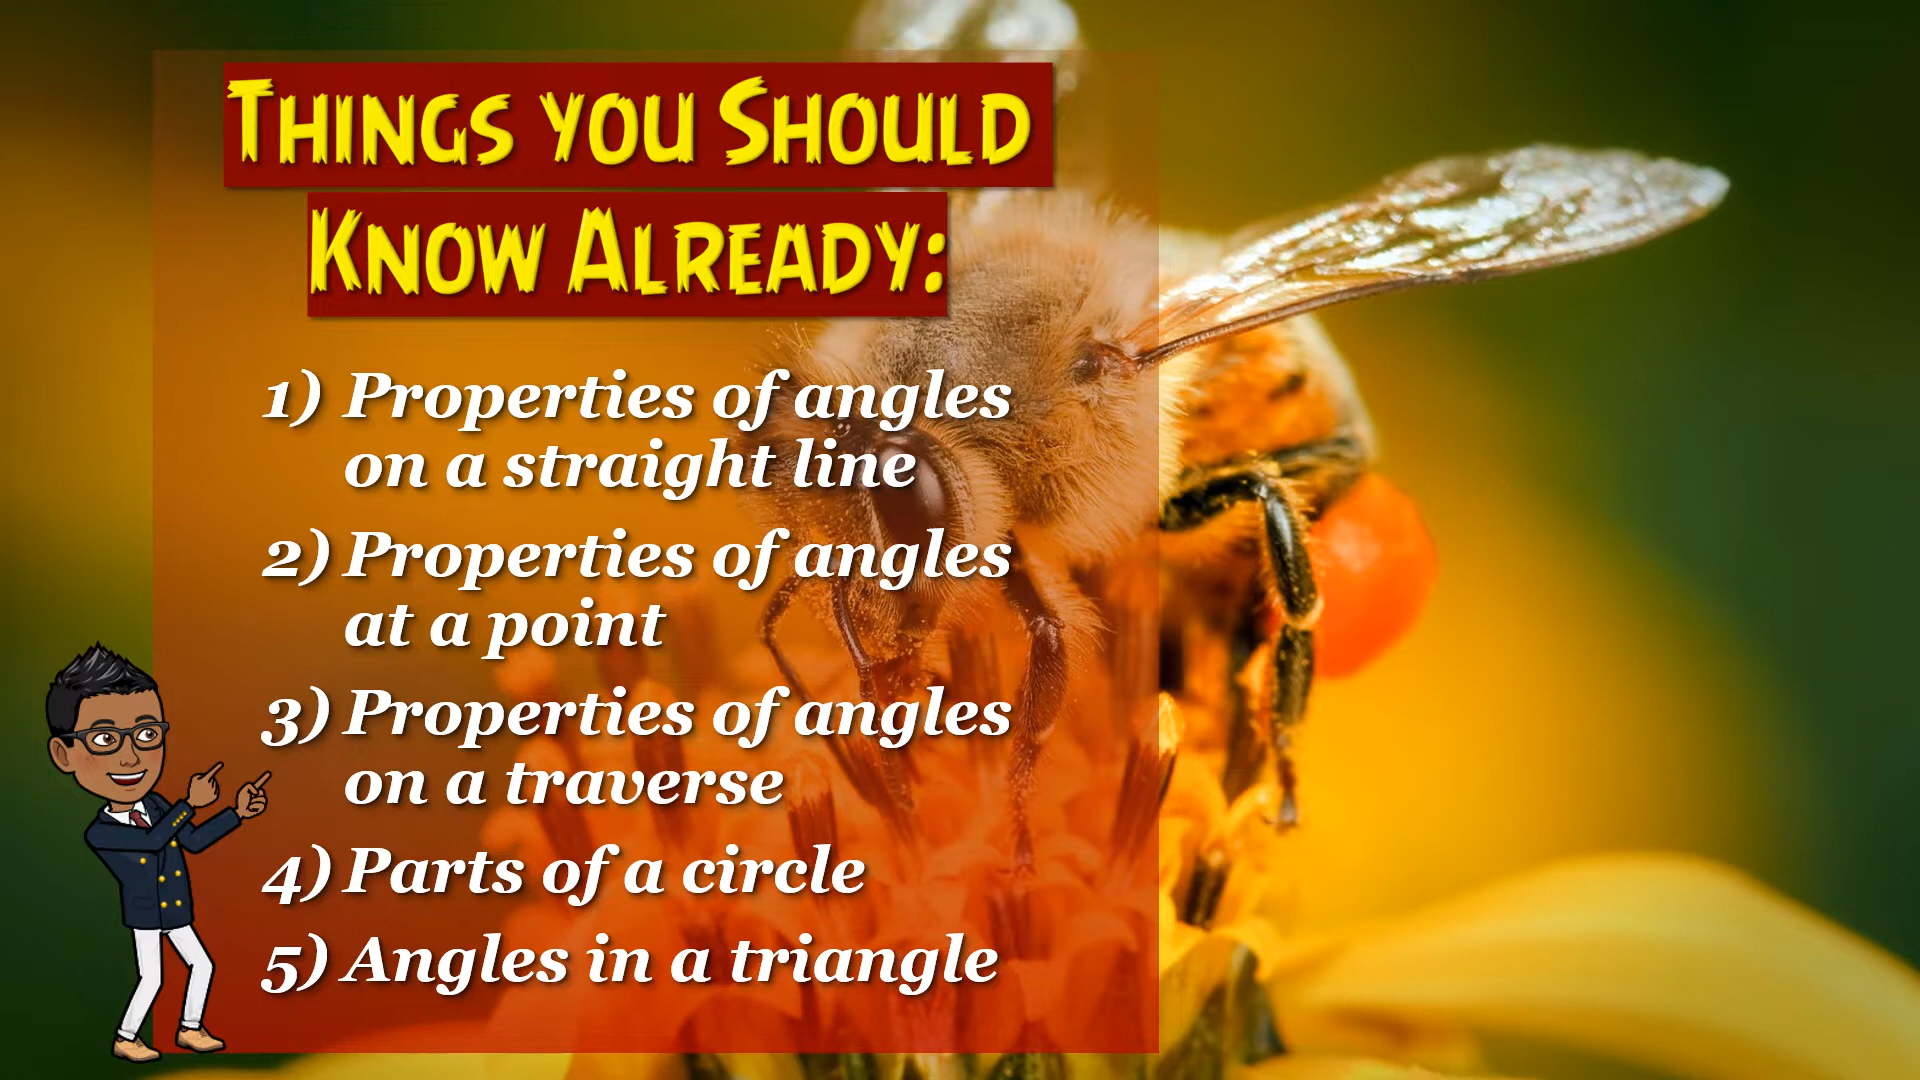 Things you Should
Know Already:
1) Properties of angles
on a straight line
2) Properties of angles
at a point
3) Properties of angles
on a traverse
4) Parts of a circle
5) Angles in a triangle